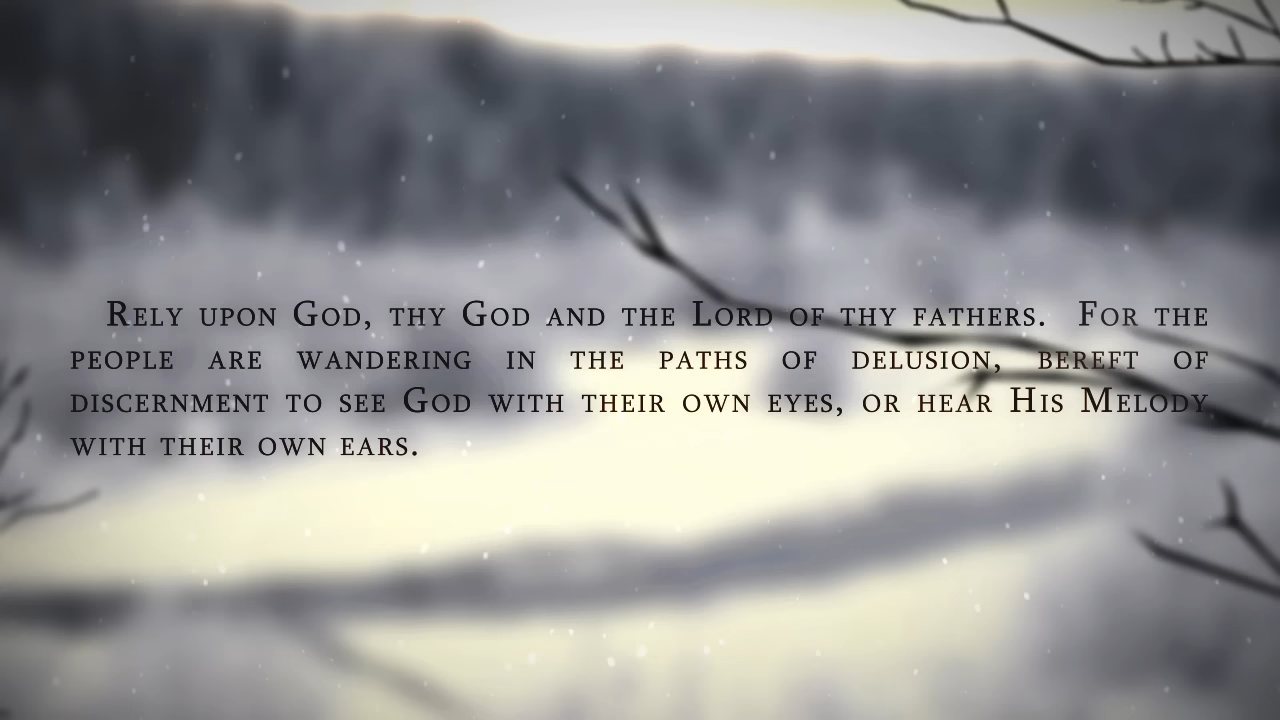 Rely upon God, thy God and the Lord of thy fathers. For the
people are wandering in the paths of delusion, bereft of
discernment to see God with their own eyes, or hear His Melody
with their own ears.